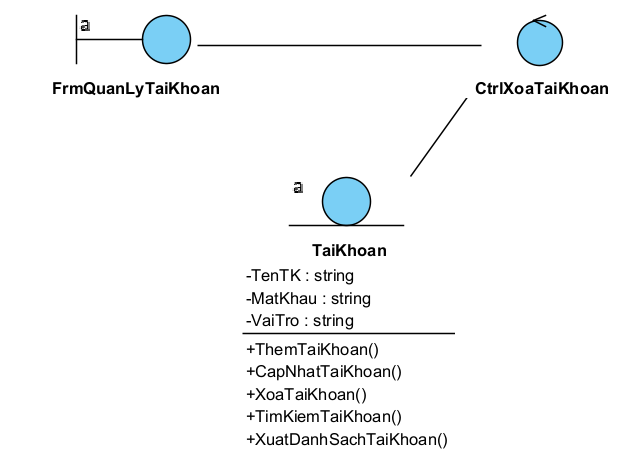 a
FrmQuanLyTaiKhoan
CtrlXoaTaiKhoan
a
TaiKhoan
-TenTK : string
-MatKhau : string
-VaiTro : string
+ThemTaiKhoan()
+CapNhatTaiKhoan()
+XoaTaiKhoan()
+TimKiemTaiKhoan()
+XuatDanhSachTaiKhoan()